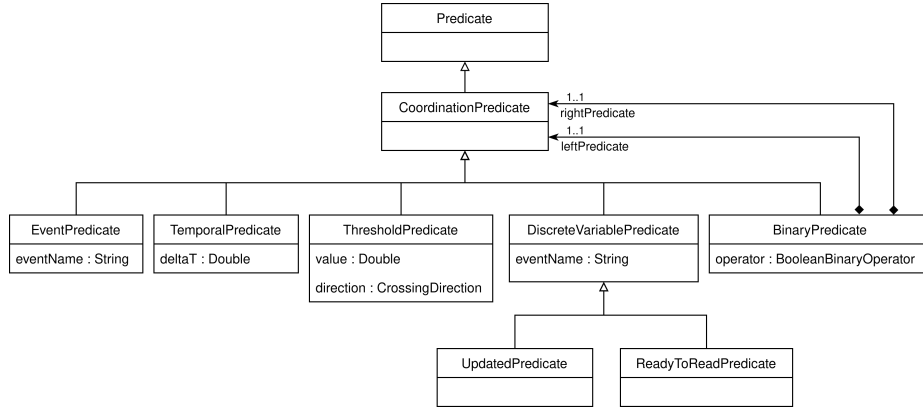 Predicate
CoordinationPredicate
1..1
rightPredicate
1..1
leftPredicate
EventPredicate
eventName : String
TemporalPredicate
deltaT : Double
ThresholdPredicate
value : Double
direction : CrossingDirection
DiscreteVariablePredicate
eventName : String
BinaryPredicate
operator : BooleanBinaryOperator
UpdatedPredicate
ReadyToReadPredicate